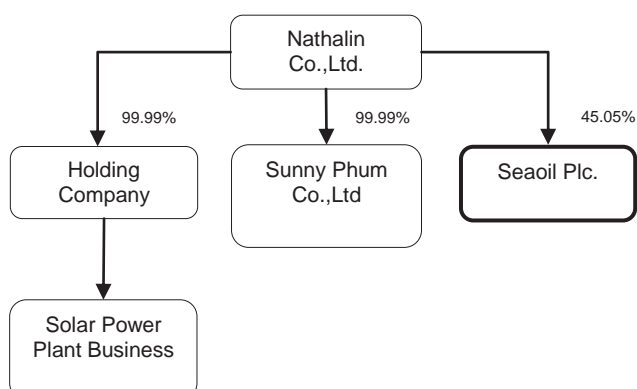 Nathalin
Co.,Ltd.
99.99%
99.99%
45.05%
Holding
Company
Sunny Phum
Co.,Ltd
Seaoil Plc.
Solar Power
Plant Business